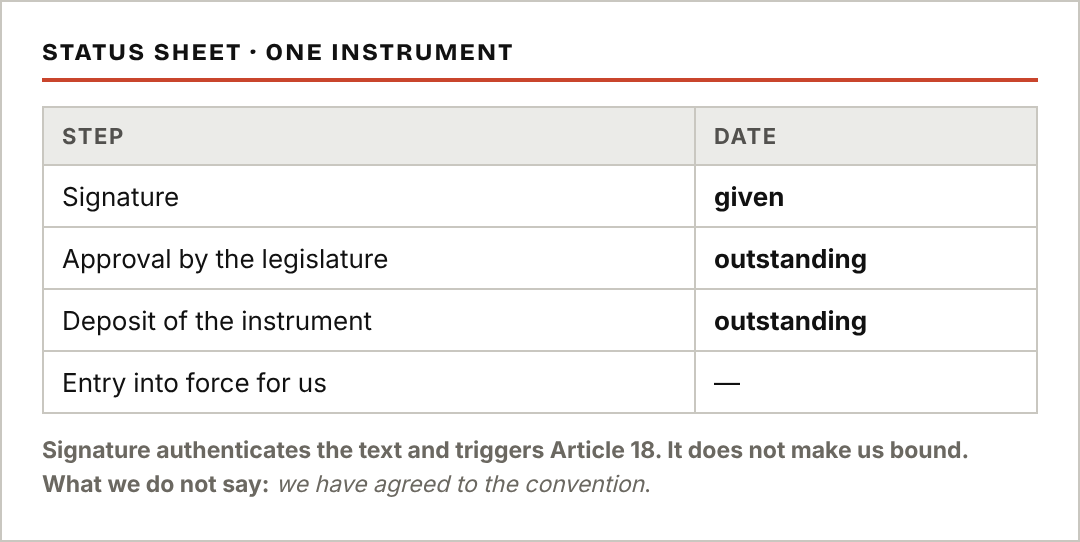 STATUS SHEET · ONE INSTRUMENT
STEP DATE
Signature given
Approval by the legislature outstanding
Deposit of the instrument outstanding
Entry into force for us —
Signature authenticates the text and triggers Article 18. It does not make us bound.
What we do not say: we have agreed to the convention.